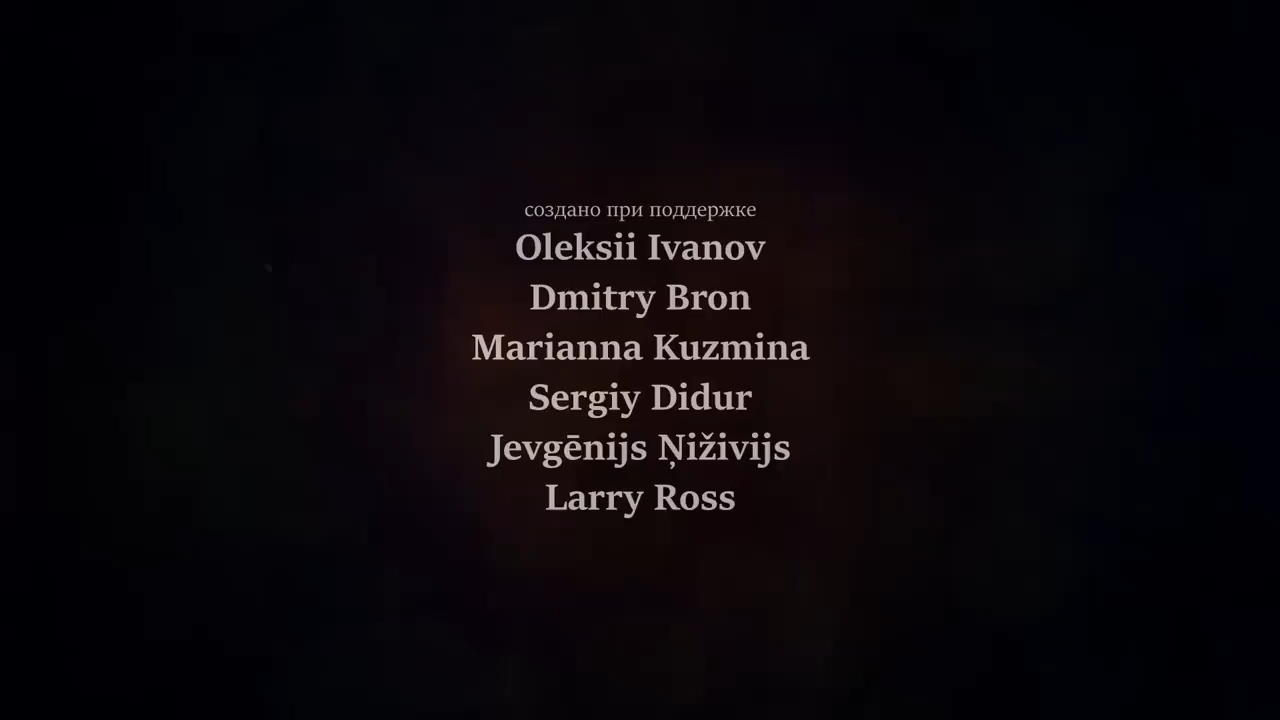 создано при поддержке
Oleksii Ivanov
Dmitry Bron
Marianna Kuzmina
Sergiy Didur
Jevgēnijs Ņiživijs
Larry Ross